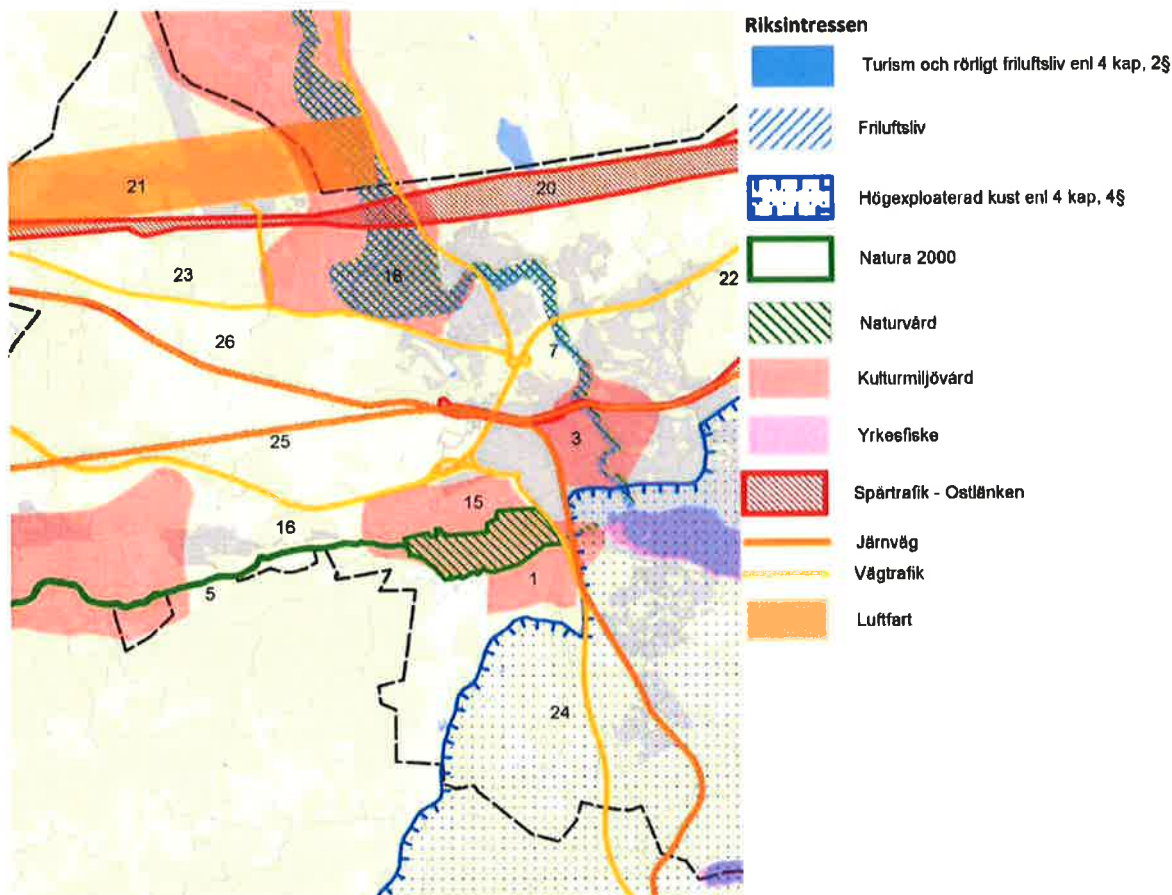 Riksintressen
Turism och rörligt friluftsliv enl 4 kap, 2§
Friluftsliv
Högexploaterad kust enl 4 kap, 4§
Natura 2000
Naturvård
Kulturmiljövård
Yrkesfiske
Spårtrafik - Ostlänken
Järnväg
Vägtrafik
Luftfart
21
20
23
18
22
26
7
25
3
15
16
1
5
24